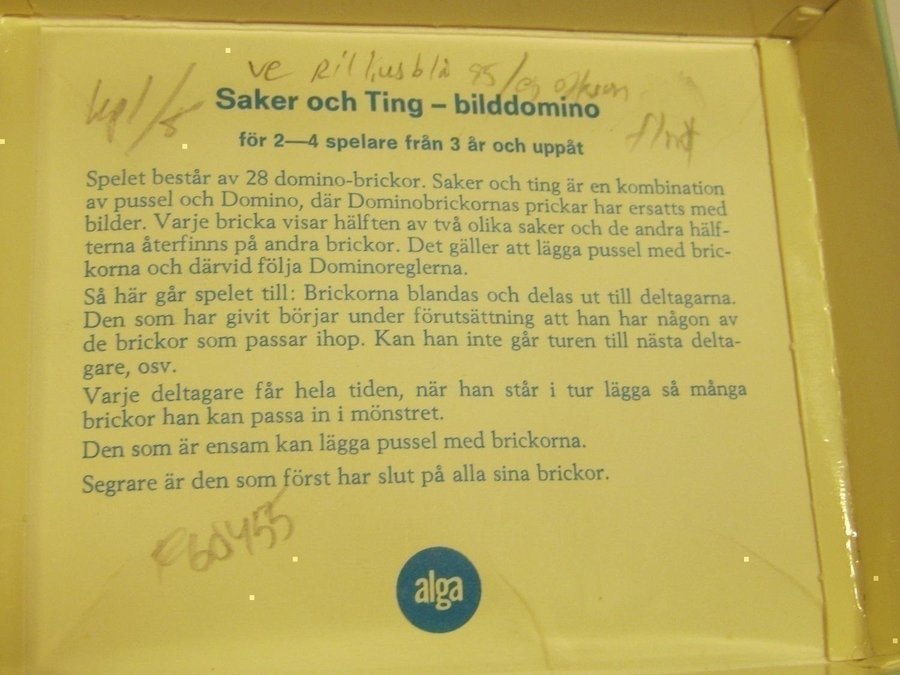 Saker och Ting – bilddomino
för 2—4 spelare från 3 år och uppåt
Spelet består av 28 domino-brickor. Saker och ting är en kombination
av pussel och Domino, där Dominobrickornas prickar har ersatts med
bilder. Varje bricka visar hälften av två olika saker och de andra hälf-
terna återfinns på andra brickor. Det gäller att lägga pussel med bric-
korna och därvid följa Dominoreglerna.
Så här går spelet till: Brickorna blandas och delas ut till deltagarna.
Den som har givit börjar under förutsättning att han har någon av
de brickor som passar ihop. Kan han inte går turen till nästa delta-
gare, osv.
Varje deltagare får hela tiden, när han står i tur lägga så många
brickor han kan passa in i mönstret.
Den som är ensam kan lägga pussel med brickorna.
Segrare är den som först har slut på alla sina brickor.
alga